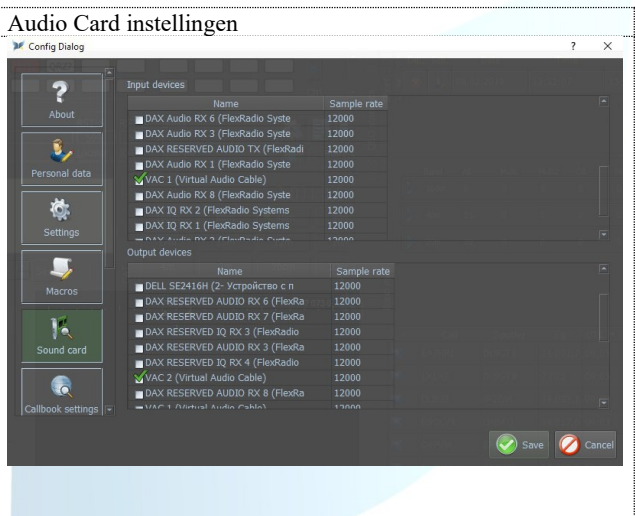 Audio Card instellingen
Config Dialog ? ×
About
Personal data
Settings
Macros
Sound card
Callbook settings
Input devices
Name Sample rate
DAX Audio RX 6 (FlexRadio Syste 12000
DAX Audio RX 3 (FlexRadio Syste 12000
DAX RESERVED AUDIO TX (FlexRadi 12000
DAX Audio RX 1 (FlexRadio Syste 12000
VAC 1 (Virtual Audio Cable) 12000
DAX Audio RX 8 (FlexRadio Syste 12000
DAX IQ RX 2 (FlexRadio Systems 12000
DAX IQ RX 1 (FlexRadio Systems 12000
Output devices
Name Sample rate
DELL SE2416H (2- Устройство с п 12000
DAX RESERVED AUDIO RX 6 (FlexRa 12000
DAX RESERVED AUDIO RX 7 (FlexRa 12000
DAX RESERVED IQ RX 3 (FlexRadio 12000
DAX RESERVED AUDIO RX 3 (FlexRa 12000
DAX RESERVED IQ RX 4 (FlexRadio 12000
VAC 2 (Virtual Audio Cable) 12000
DAX RESERVED AUDIO RX 8 (FlexRa 12000
VAC 1 (Virtual Audio Cable) 12000
Save Cancel